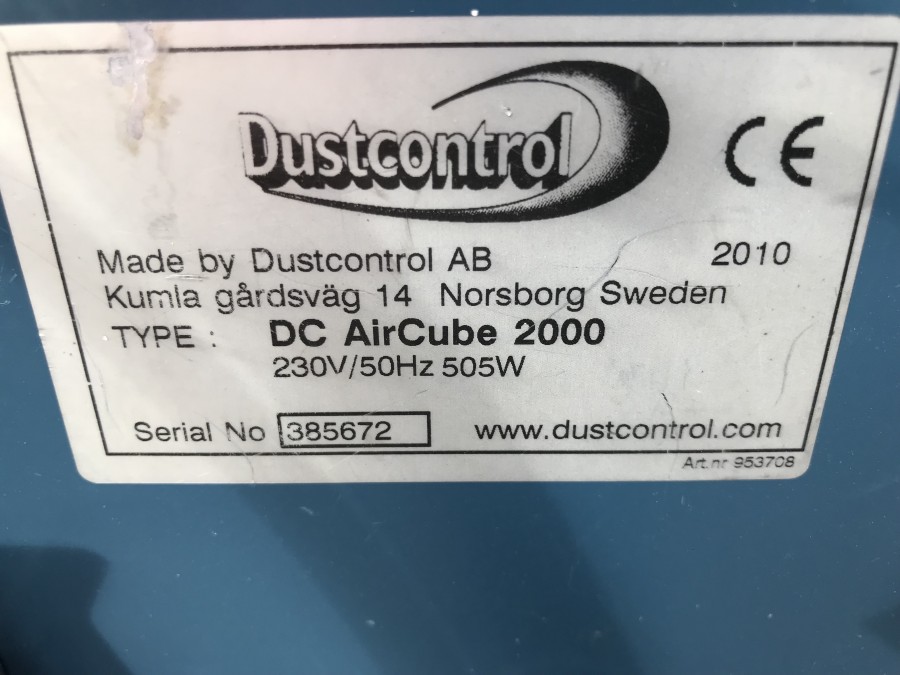 Dustcontrol
CE
Made by Dustcontrol AB 2010
Kumla gårdsväg 14 Norsborg Sweden
TYPE : DC AirCube 2000
230V/50Hz 505W
Serial No 385672 www.dustcontrol.com
Art.nr 953708